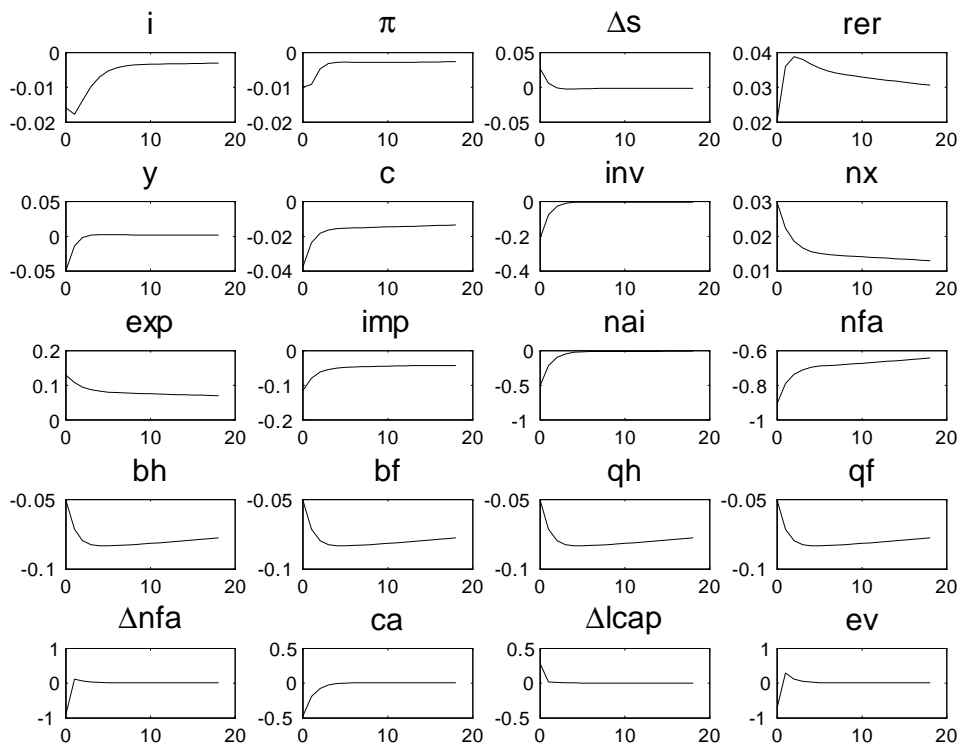 i π Δs rer
0 0 0.05 0.04
-0.01 -0.01 0 0.03
-0.02 -0.02 -0.05 0.02
0 10 20 0 10 20 0 10 20 0 10 20
y c inv nx
0.05 0 0 0.03
0 -0.02 -0.2 0.02
-0.05 -0.04 -0.4 0.01
0 10 20 0 10 20 0 10 20 0 10 20
exp imp nai nfa
0.2 0 0 -0.6
0.1 -0.1 -0.5 -0.8
0 -0.2 -1 -1
0 10 20 0 10 20 0 10 20 0 10 20
bh bf qh qf
-0.05 -0.05 -0.05 -0.05
-0.1 -0.1 -0.1 -0.1
0 10 20 0 10 20 0 10 20 0 10 20
Δnfa ca Δlcap ev
1 0.5 0.5 1
0 0 0 0
-1 -0.5 -0.5 -1
0 10 20 0 10 20 0 10 20 0 10 20